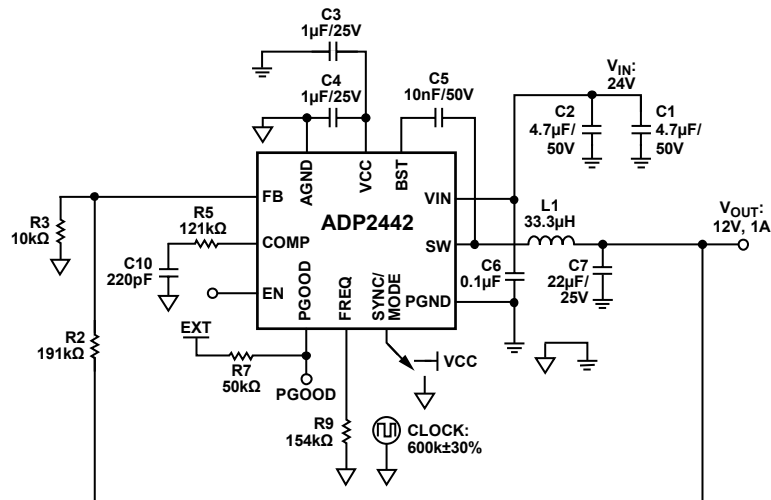 C3
1µF/25V
C4
1µF/25V
C5
10nF/50V
VIN:
24V
C2
4.7µF/
50V
C1
4.7µF/
50V
AGND
VCC
BST
FB
VIN
ADP2442
R3
10kΩ
R5
121kΩ
COMP
SW
L1
33.3µH
VOUT:
12V, 1A
C10
220pF
C6
0.1µF
C7
22µF/
25V
EN
PGOOD
FREQ
SYNC/
MODE
PGND
R2
191kΩ
EXT
R7
50kΩ
PGOOD
VCC
R9
154kΩ
CLOCK:
600k±30%